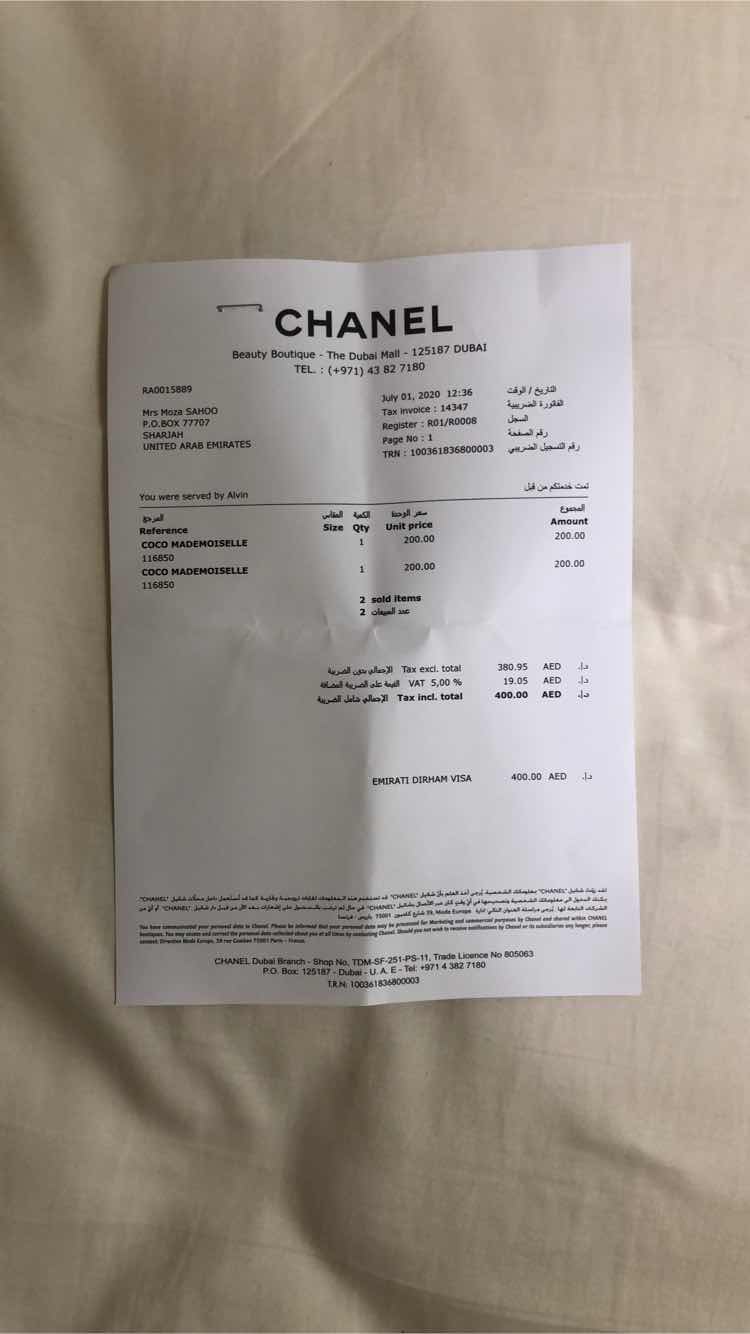 CHANEL
Beauty Boutique - The Dubai Mall - 125187 DUBAI
TEL. : (+971) 43 82 7180
RA0015889
Mrs Moza SAHOO
P.O.BOX 77707
SHARJAH
UNITED ARAB EMIRATES
July 01, 2020 12:36 التاريخ / الوقت
Tax invoice : 14347 الفاتورة الضريبية
Register : R01/R0008 السجل
Page No : 1 رقم الصفحة
TRN : 100361836800003 رقم التسجيل الضريبي
You were served by Alvin تمت خدمتكم من قبل
المرجع المقاس الكمية سعر الوحدة المجموع
Reference Size Qty Unit price Amount
COCO MADEMOISELLE 1 200.00 200.00
116850
COCO MADEMOISELLE 1 200.00 200.00
116850
2 sold items
2 عدد المبيعات
الإجمالي بدون الضريبة Tax excl. total 380.95 AED د.إ.
القيمة على الضريبة المضافة VAT 5,00 % 19.05 AED د.إ.
الإجمالي شامل الضريبة Tax incl. total 400.00 AED د.إ.
EMIRATI DIRHAM VISA 400.00 AED د.إ.
You have communicated your personal data to Chanel. Please be informed that your personal data may be processed for Marketing and commercial purposes by Chanel and shared within CHANEL
boutiques. You may access and correct the personal data collected about you at all times by contacting Chanel. Should you not wish to receive notifications by Chanel or its subsidiaries any longer, please
contact: Direction Mode Europe, 39 rue Cambon 75001 Paris – France.
CHANEL Dubai Branch - Shop No. TDM-SF-251-PS-11, Trade Licence No 805063
P.O. Box: 125187 - Dubai - U. A. E - Tel: +971 4 382 7180
T.R.N: 100361836800003